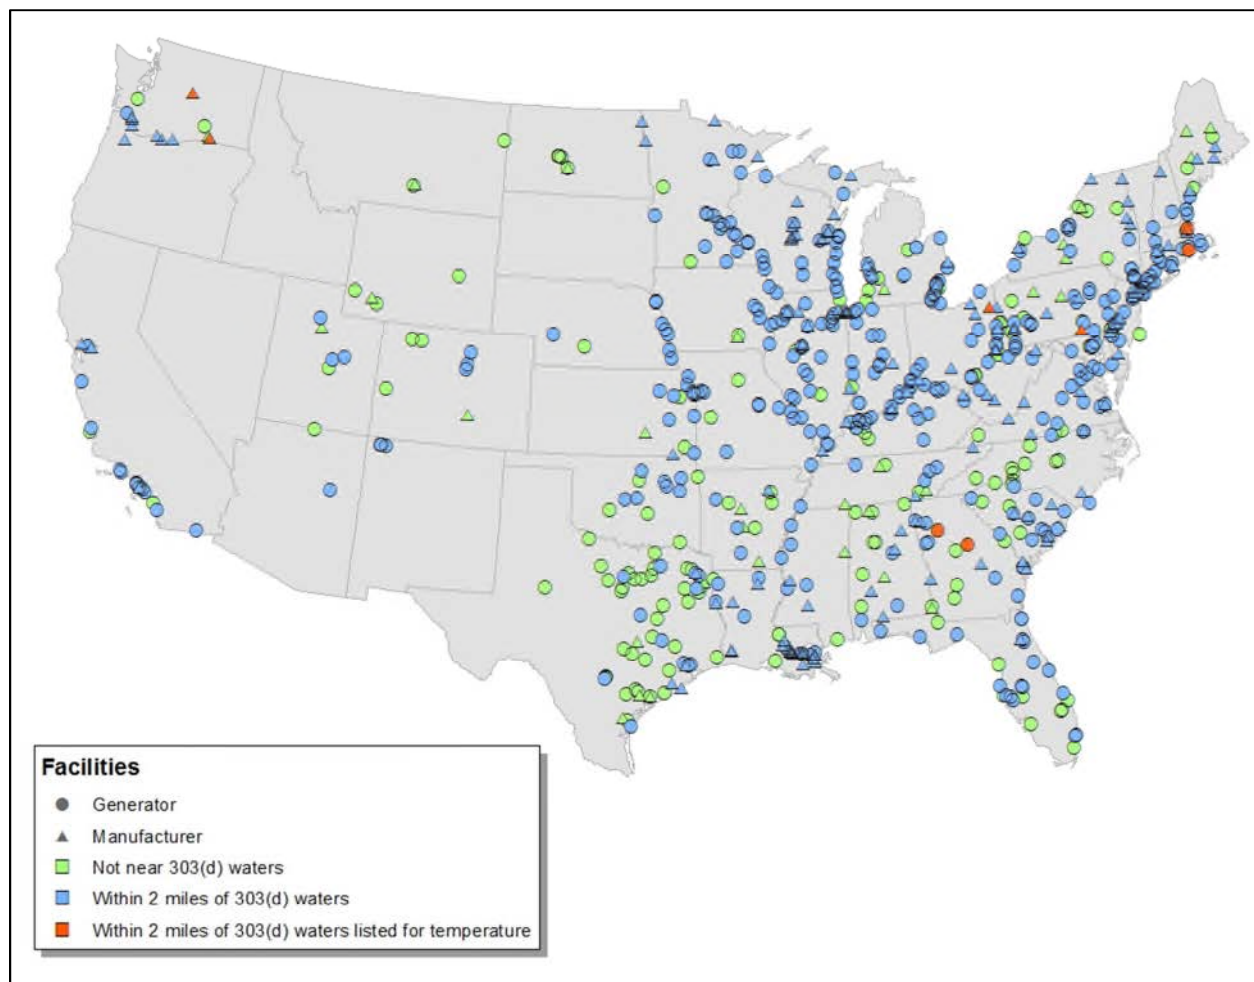 Facilities
Generator
Manufacturer
Not near 303(d) waters
Within 2 miles of 303(d) waters
Within 2 miles of 303(d) waters listed for temperature